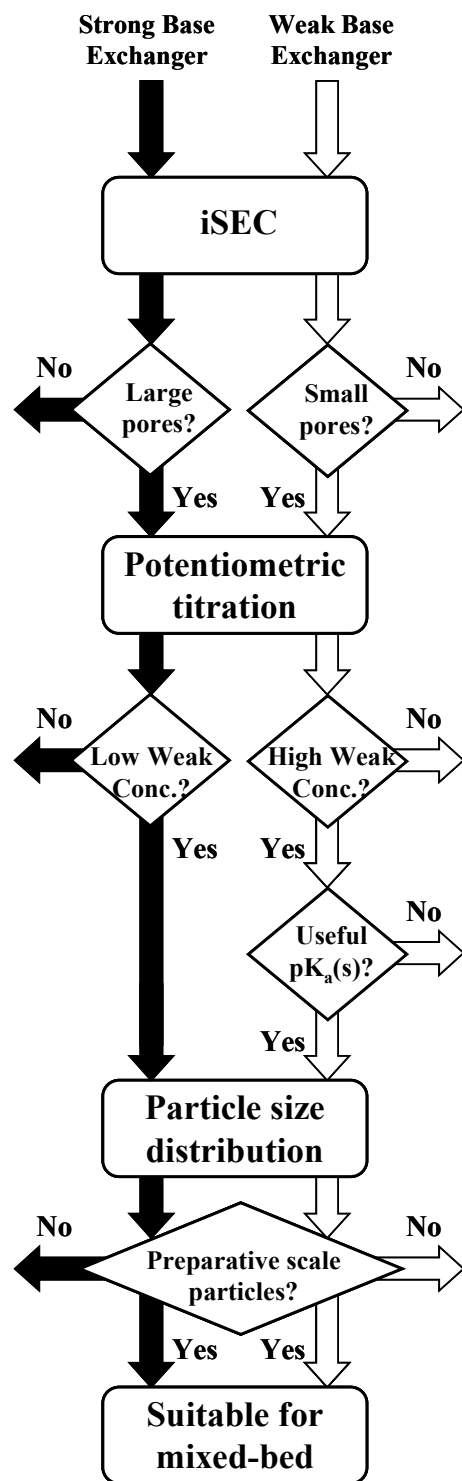 Strong Base
Exchanger
Weak Base
Exchanger
iSEC
No
Large
pores?
Small
pores?
No
Yes
Yes
Potentiometric
titration
No
Low Weak
Conc.?
High Weak
Conc.?
No
Yes
Yes
Useful
pKₐ(s)?
No
Yes
Particle size
distribution
No
Preparative scale
particles?
No
Yes
Yes
Suitable for
mixed-bed